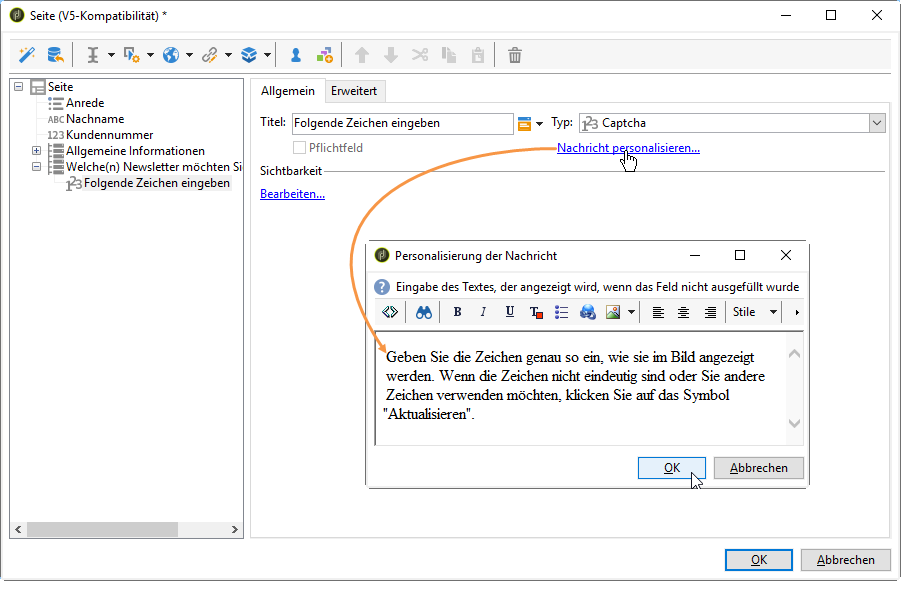 Seite (V5-Kompatibilität) *
Seite
Anrede
ABC Nachname
123 Kundennummer
Allgemeine Informationen
Welche(n) Newsletter möchten Si
123 Folgende Zeichen eingeben
Allgemein Erweitert
Titel: Folgende Zeichen eingeben Typ: 123 Captcha
Pflichtfeld Nachricht personalisieren...
Sichtbarkeit
Bearbeiten...
Personalisierung der Nachricht
? Eingabe des Textes, der angezeigt wird, wenn das Feld nicht ausgefüllt wurde
B I U T Stile
Geben Sie die Zeichen genau so ein, wie sie im Bild angezeigt
werden. Wenn die Zeichen nicht eindeutig sind oder Sie andere
Zeichen verwenden möchten, klicken Sie auf das Symbol
"Aktualisieren".
OK Abbrechen
OK Abbrechen